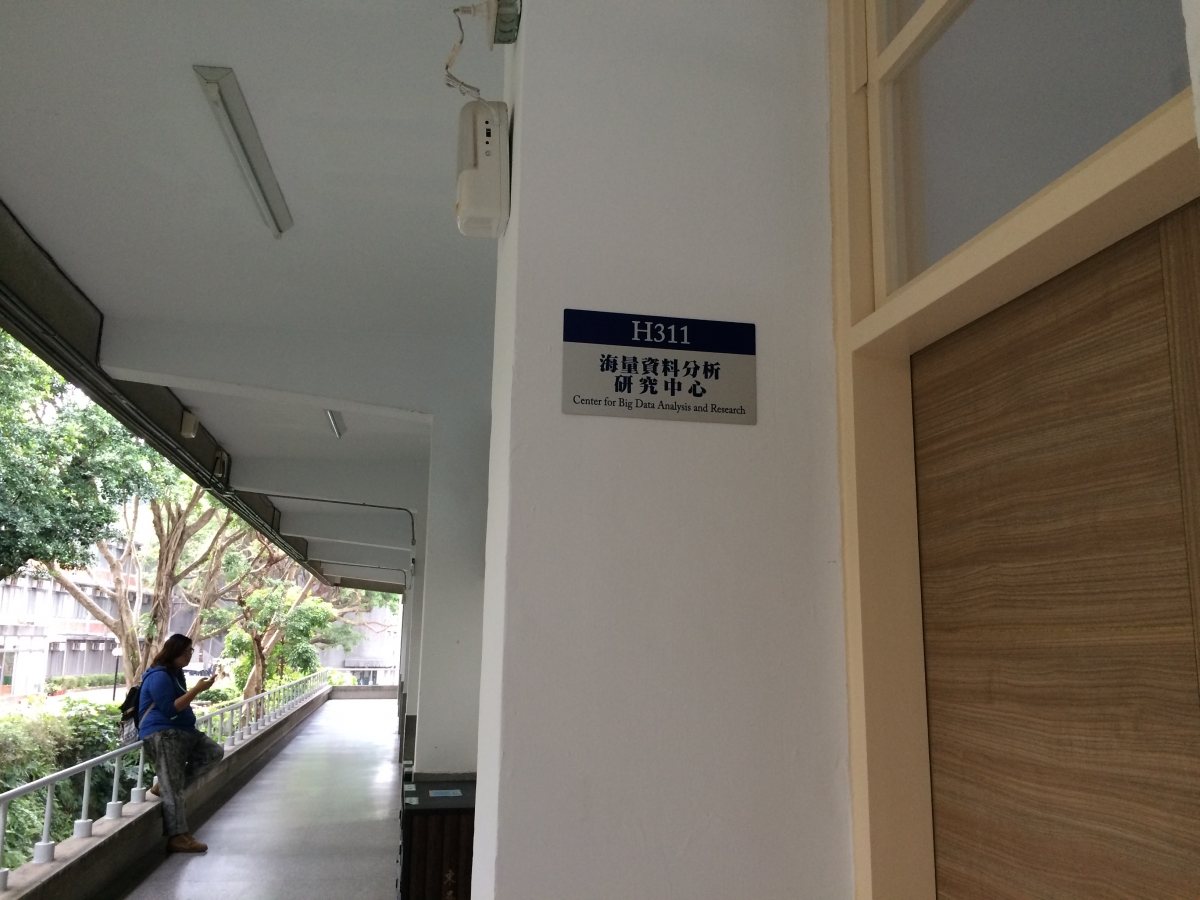 H311
海量資料分析
研究中心
Center for Big Data Analysis and Research